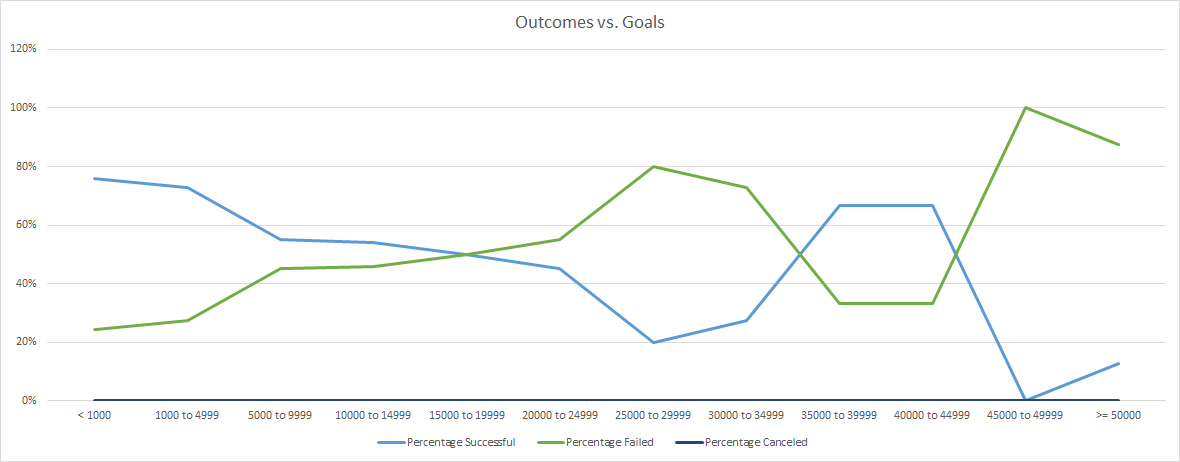 Outcomes vs. Goals
120%
100%
80%
60%
40%
20%
0%
< 1000 1000 to 4999 5000 to 9999 10000 to 14999 15000 to 19999 20000 to 24999 25000 to 29999 30000 to 34999 35000 to 39999 40000 to 44999 45000 to 49999 >= 50000
Percentage Successful Percentage Failed Percentage Canceled